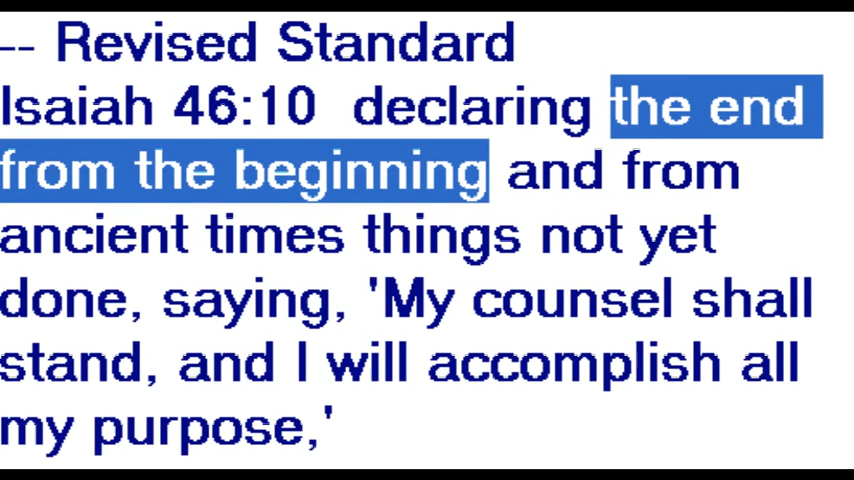 -- Revised Standard
Isaiah 46:10  declaring the end
from the beginning and from
ancient times things not yet
done, saying, 'My counsel shall
stand, and I will accomplish all
my purpose,'